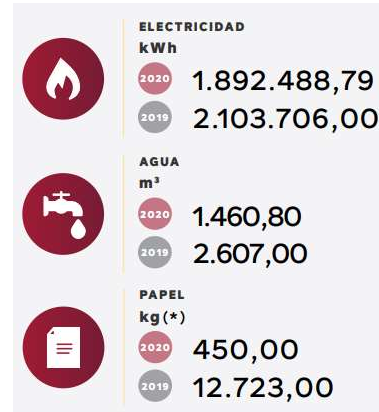 ELECTRICIDAD
kWh
2020 1.892.488,79
2019 2.103.706,00
AGUA
m³
2020 1.460,80
2019 2.607,00
PAPEL
kg(*)
2020 450,00
2019 12.723,00